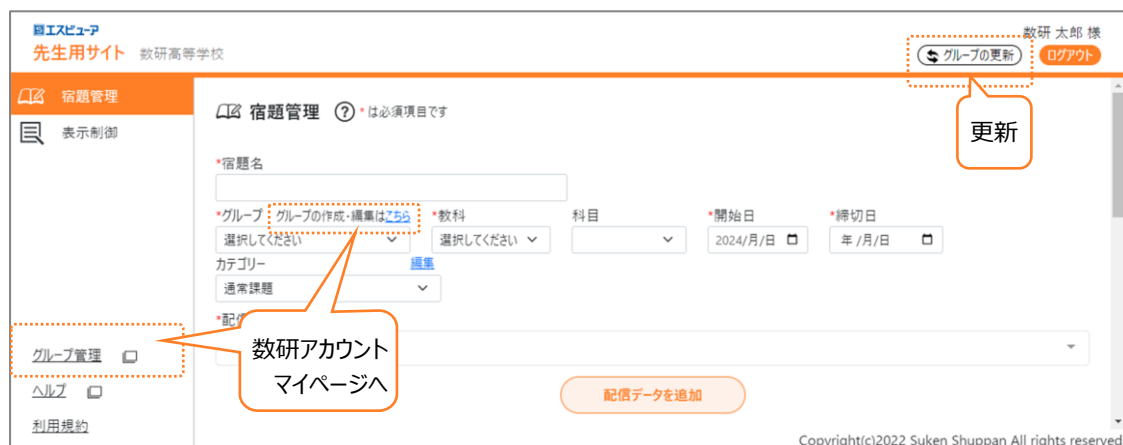 エスビューア
先生用サイト 数研高等学校
数研 太郎 様
グループの更新 ログアウト
更新
宿題管理
表示制御
宿題管理 ? *は必須項目です
*宿題名
*グループ グループの作成・編集はこちら *教科 科目 *開始日 *締切日
選択してください 選択してください 2024/月/日 年 /月/日
カテゴリー 編集
通常課題
*配
数研アカウント
マイページへ
グループ管理
ヘルプ
利用規約
配信データを追加
Copyright(c)2022 Suken Shuppan All rights reserved